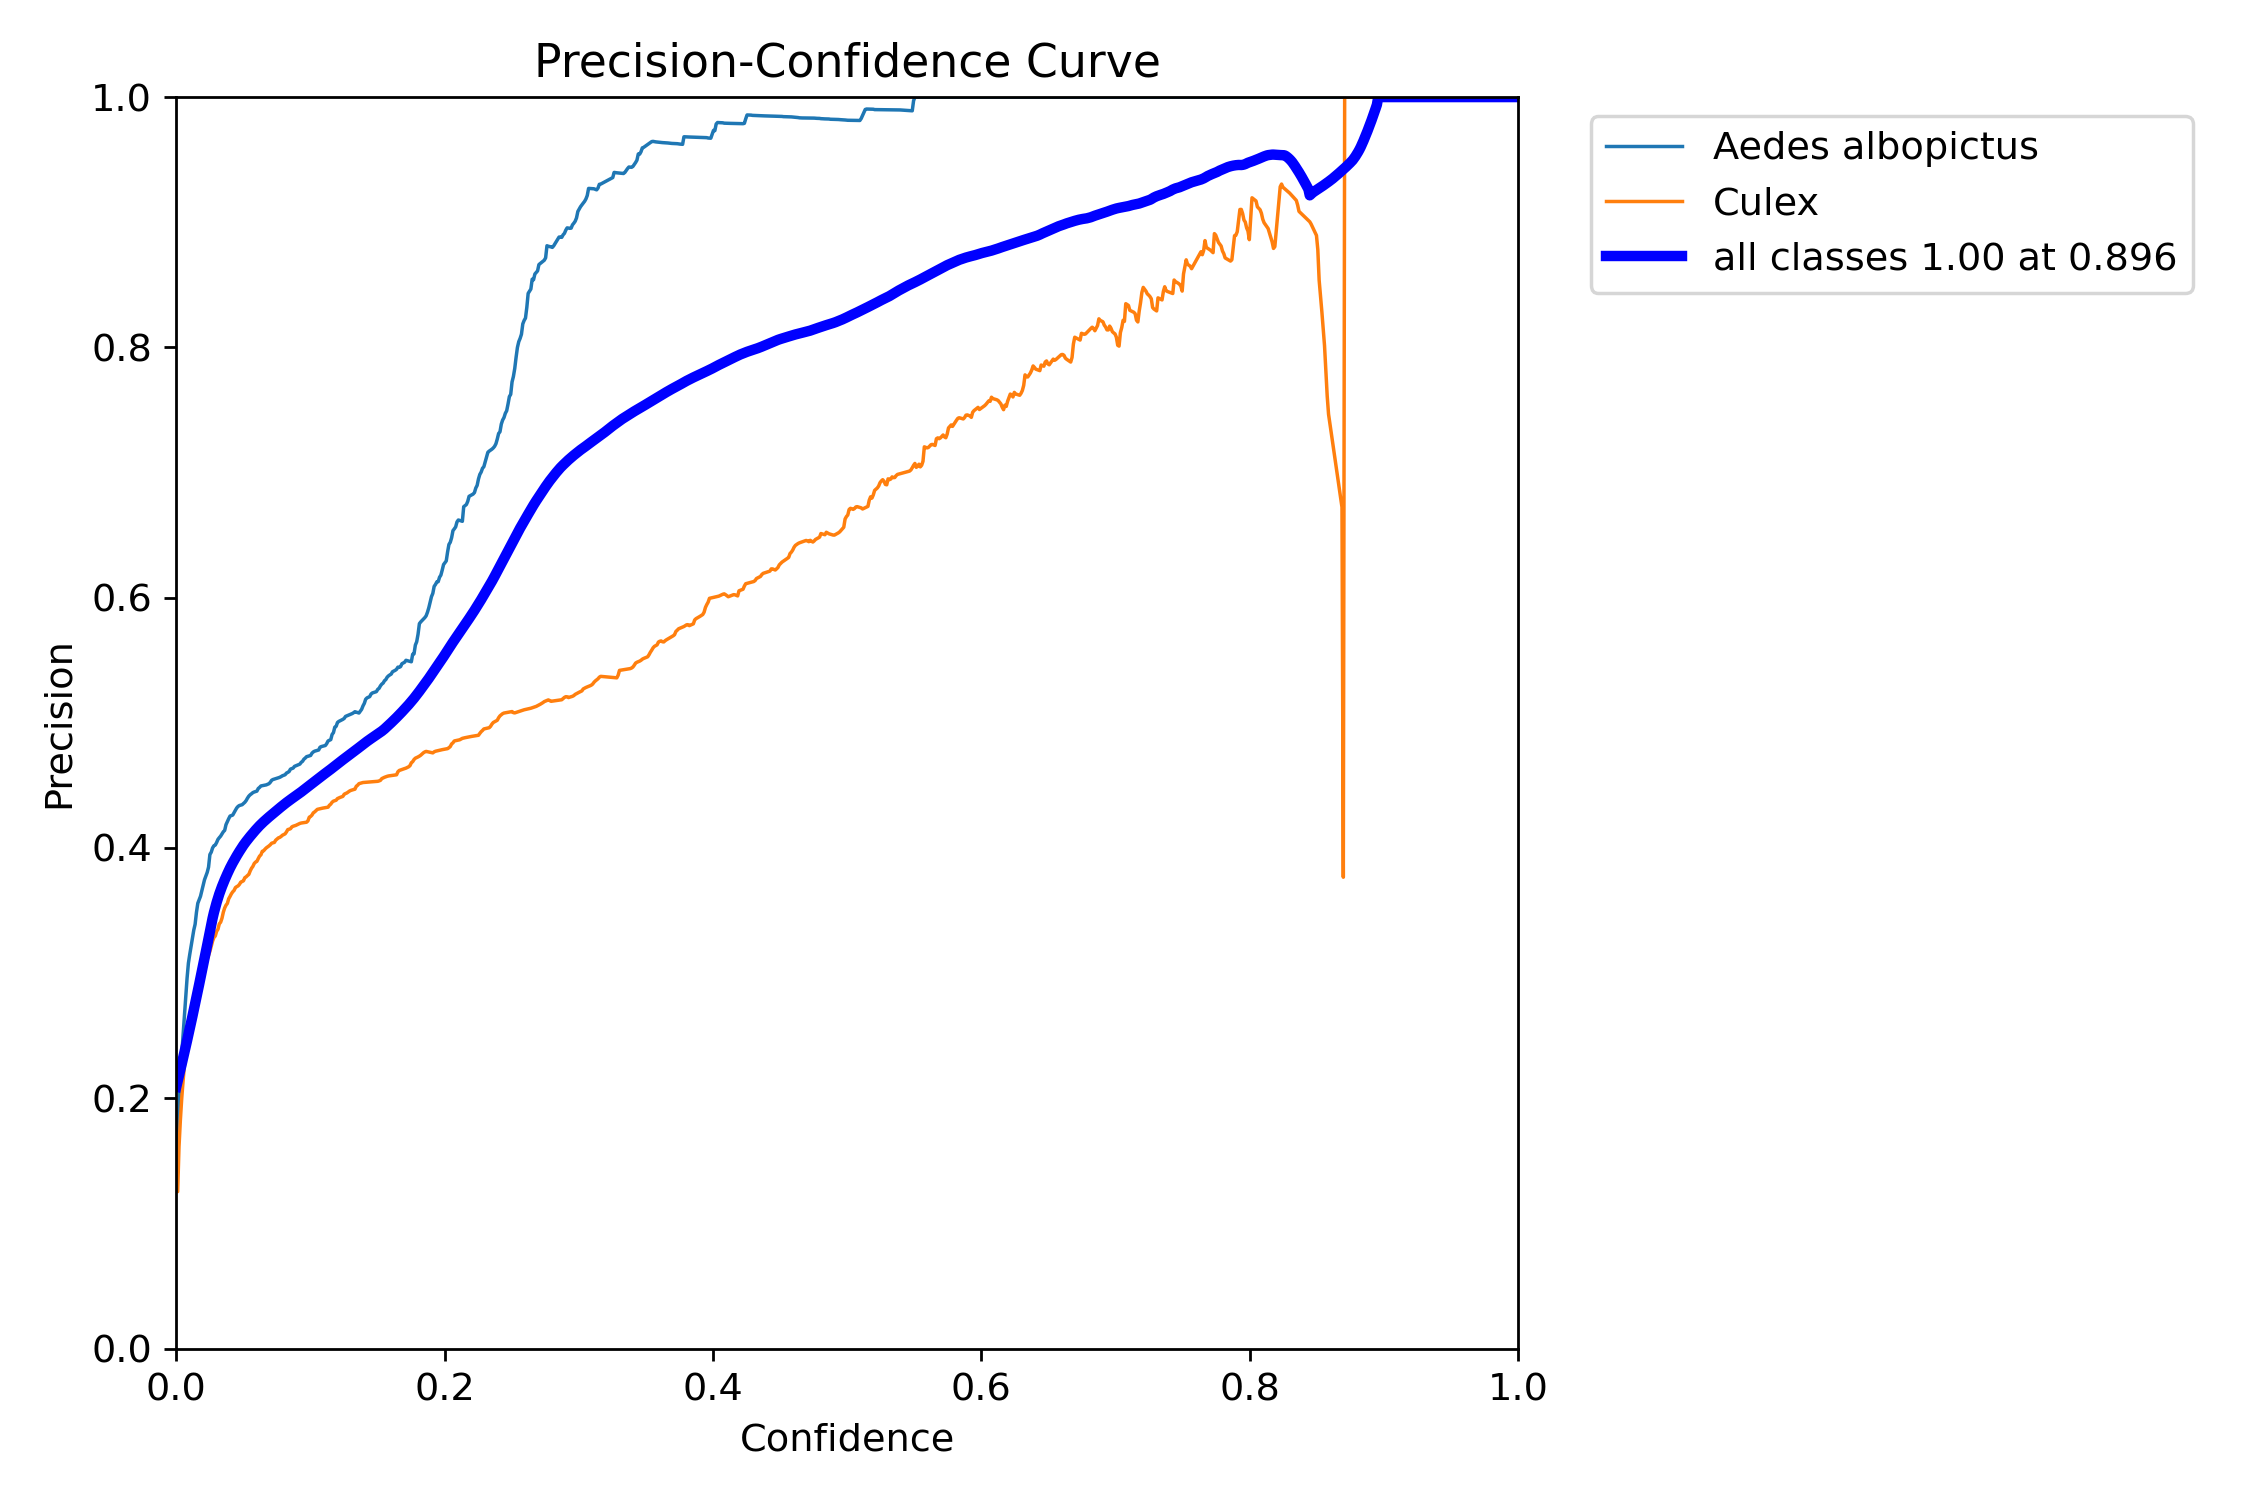 Precision-Confidence Curve
1.0
0.8
0.6
0.4
0.2
0.0
Precision
0.0 0.2 0.4 0.6 0.8 1.0
Confidence
Aedes albopictus
Culex
all classes 1.00 at 0.896